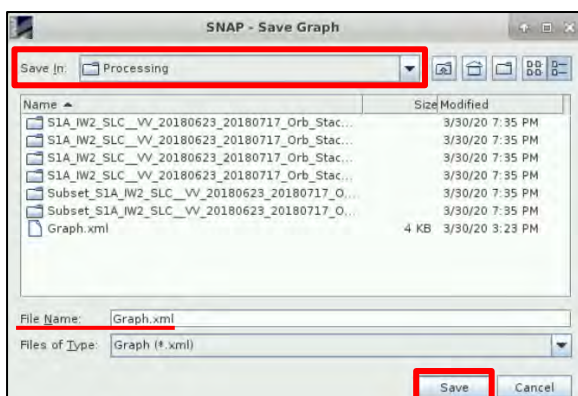 SNAP - Save Graph
Save In: Processing
Name Size Modified
S1A_IW2_SLC__VV_20180623_20180717_Orb_Stac... 3/30/20 7:35 PM
S1A_IW2_SLC__VV_20180623_20180717_Orb_Stac... 3/30/20 7:35 PM
S1A_IW2_SLC__VV_20180623_20180717_Orb_Stac... 3/30/20 7:35 PM
S1A_IW2_SLC__VV_20180623_20180717_Orb_Stac... 3/30/20 7:35 PM
Subset_S1A_IW2_SLC__VV_20180623_20180717_O... 3/30/20 7:35 PM
Subset_S1A_IW2_SLC__VV_20180623_20180717_O... 3/30/20 7:35 PM
Graph.xml 4 KB 3/30/20 3:23 PM
File Name: Graph.xml
Files of Type: Graph (*.xml)
Save Cancel